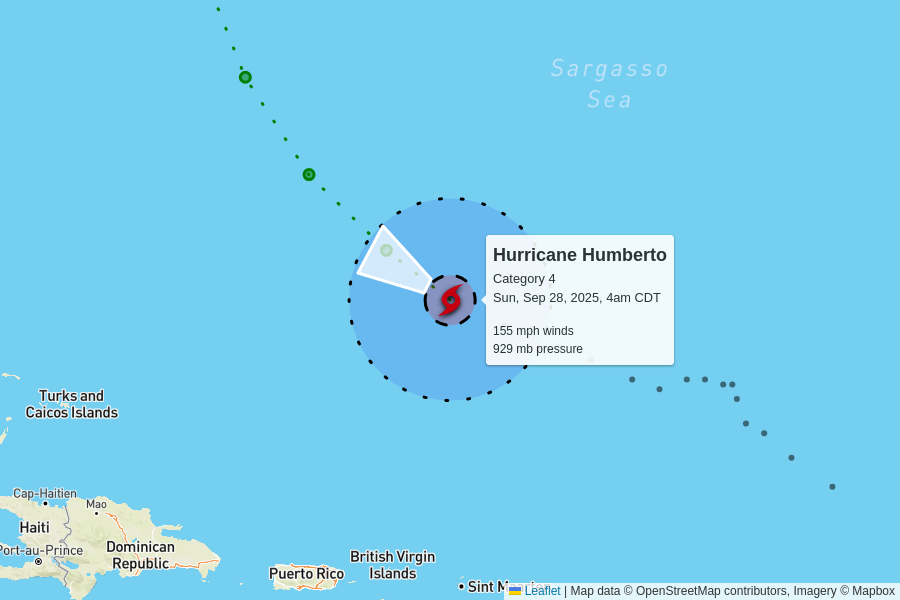 Sargasso
Sea
Hurricane Humberto
Category 4
Sun, Sep 28, 2025, 4am CDT
155 mph winds
929 mb pressure
Turks and
Caicos Islands
Cap-Haitien
Mao
Haiti
Port-au-Prince
Dominican
Republic
British Virgin
Islands
Puerto Rico
Sint
Leaflet | Map data © OpenStreetMap contributors, Imagery © Mapbox